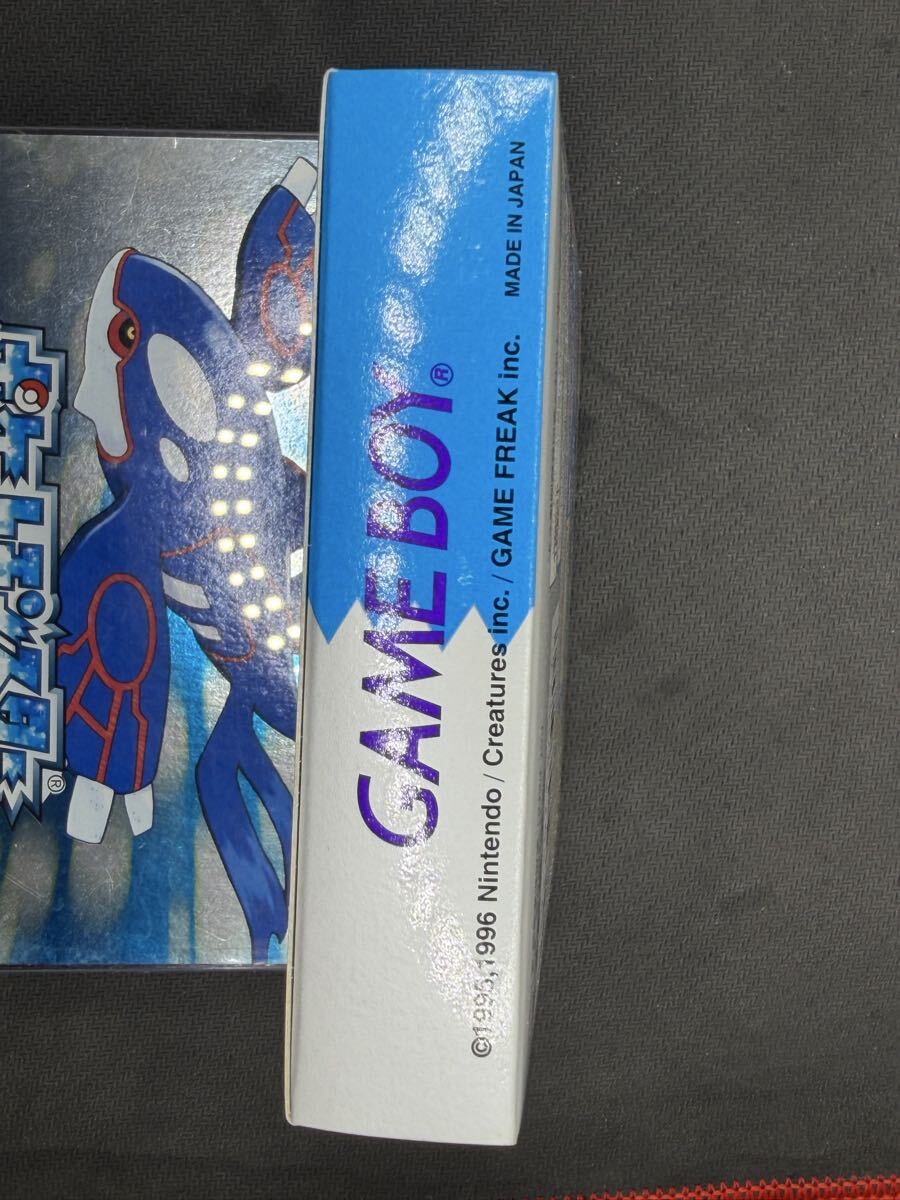 GAME BOY®
©1995,1996 Nintendo / Creatures inc. / GAME FREAK inc. MADE IN JAPAN
®